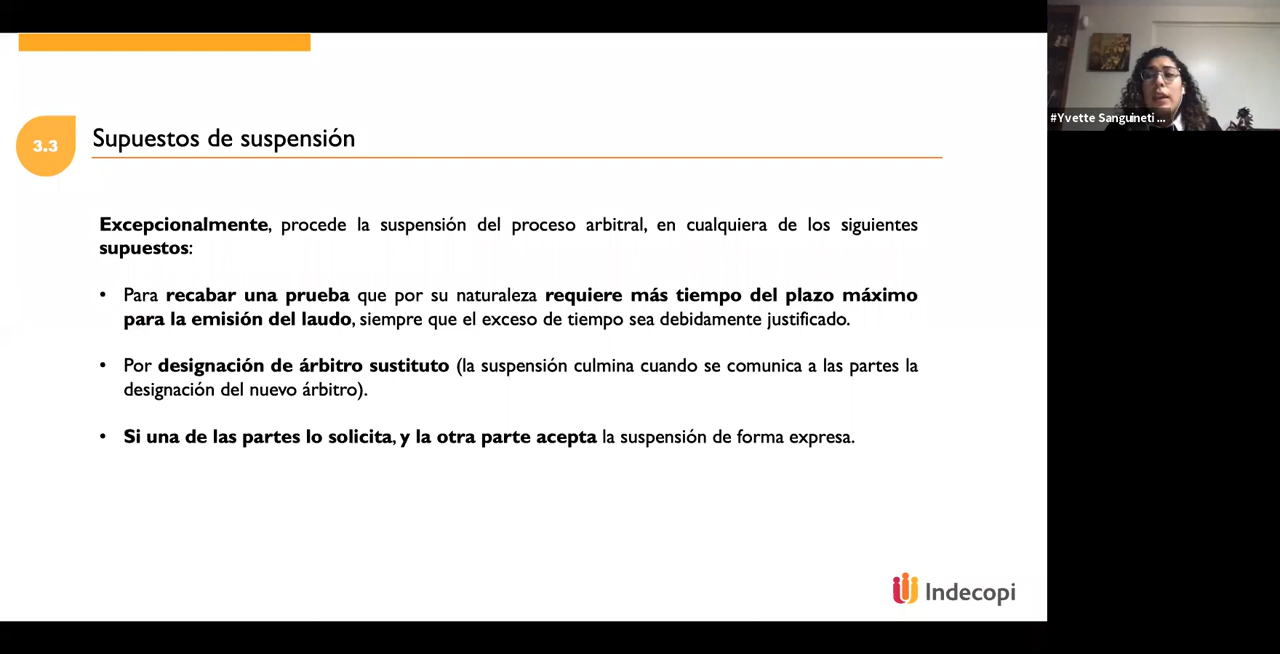 3.3
Supuestos de suspensión
Excepcionalmente, procede la suspensión del proceso arbitral, en cualquiera de los siguientes
supuestos:
• Para recabar una prueba que por su naturaleza requiere más tiempo del plazo máximo
para la emisión del laudo, siempre que el exceso de tiempo sea debidamente justificado.
• Por designación de árbitro sustituto (la suspensión culmina cuando se comunica a las partes la
designación del nuevo árbitro).
• Si una de las partes lo solicita, y la otra parte acepta la suspensión de forma expresa.
Indecopi
#Yvette Sanguineti ...